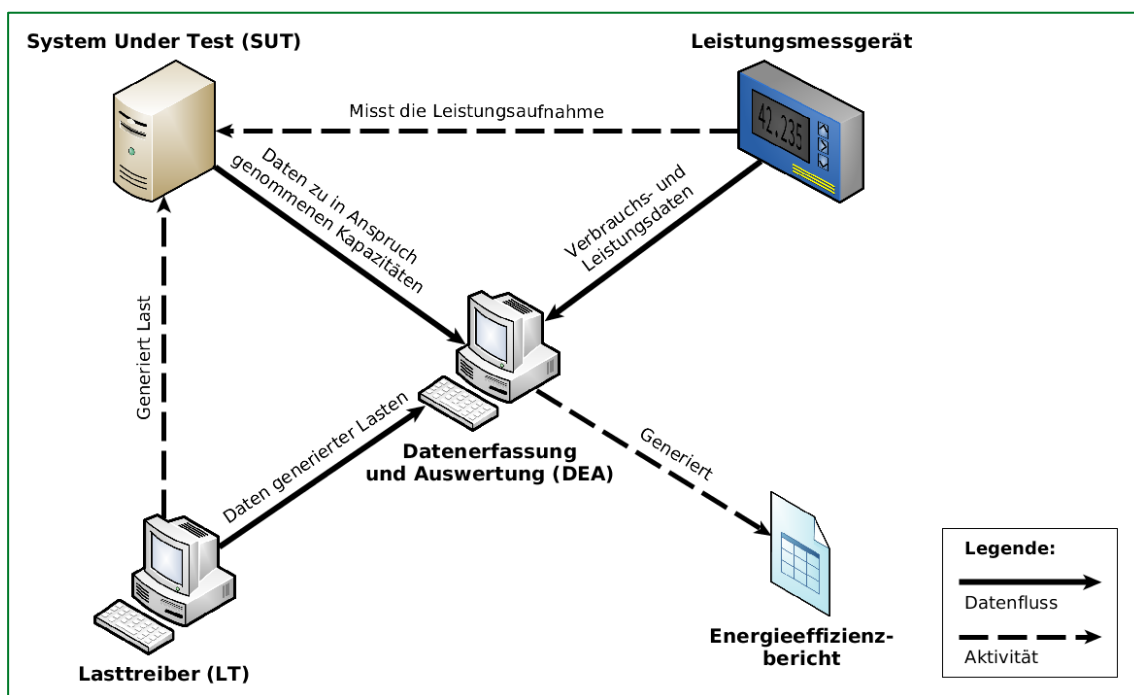 System Under Test (SUT)
Leistungsmessgerät
Misst die Leistungsaufnahme
42.235
Daten zu in Anspruch
genommenen Kapazitäten
Verbrauchs- und
Leistungsdaten
Generiert Last
Daten generierter Lasten
Datenerfassung
und Auswertung (DEA)
Generiert
Lasttreiber (LT)
Energieeffizienz-
bericht
Legende:
Datenfluss
Aktivität